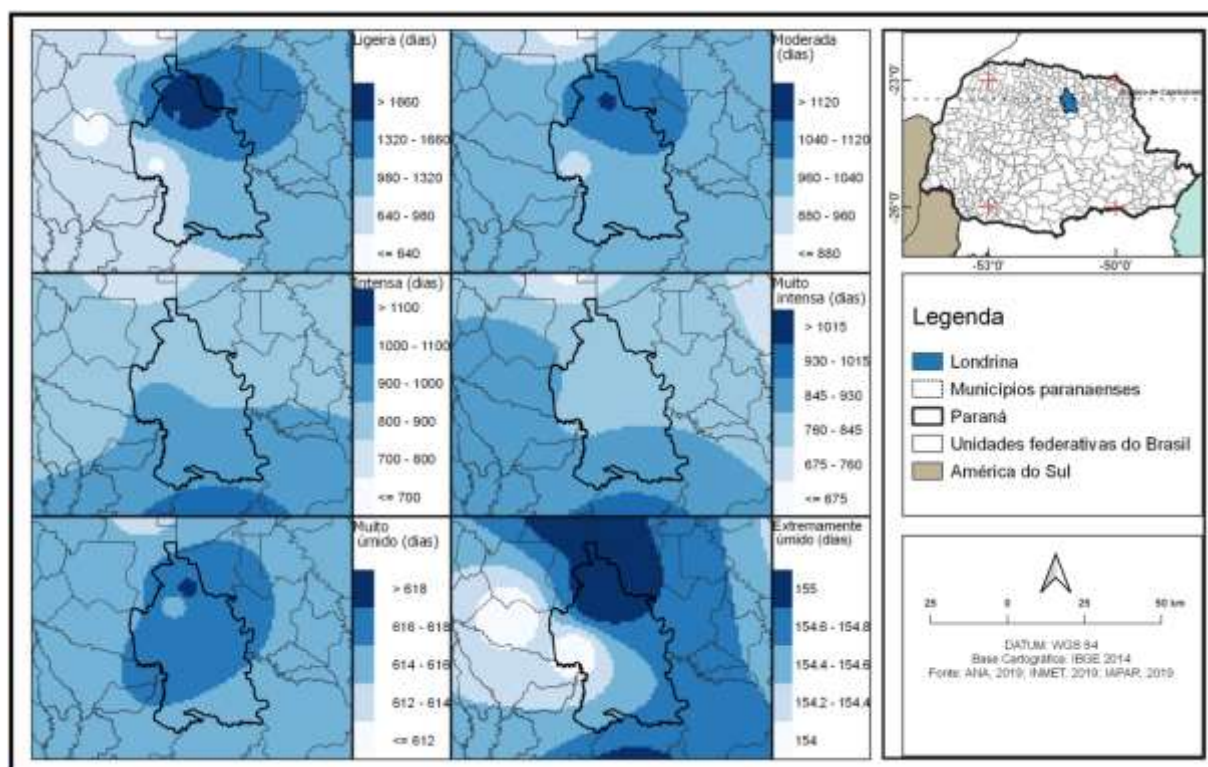 Ligeira (dias)
> 1660
1320 - 1660
980 - 1320
640 - 980
<= 640
Moderada
(dias)
> 1120
1040 - 1120
960 - 1040
880 - 960
<= 880
Intensa (dias)
> 1100
1000 - 1100
900 - 1000
800 - 900
700 - 800
<= 700
Muito
intensa (dias)
> 1015
930 - 1015
845 - 930
760 - 845
675 - 760
<= 675
Muito
úmido (dias)
> 618
616 - 618
614 - 616
612 - 614
<= 612
Extremamente
úmido (dias)
155
154.6 - 154.8
154.4 - 154.6
154.2 - 154.4
154
-23°0'
de Capricórnio
-26°0'
-53°0'
-50°0'
Legenda
Londrina
Municípios paranaenses
Paraná
Unidades federativas do Brasil
América do Sul
25
0
25
50 km
DATUM: WGS 84
Base Cartográfica: IBGE 2014
Fonte: ANA, 2019; INMET, 2019; IAPAR, 2019